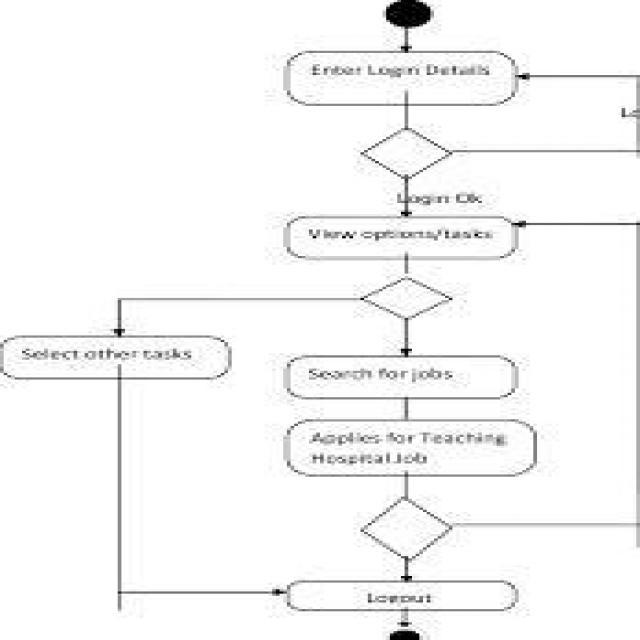 Enter Login Details
Login Ok
View options/tasks
Select other tasks
Search for jobs
Applies for Teaching
Hospital Job
Logout